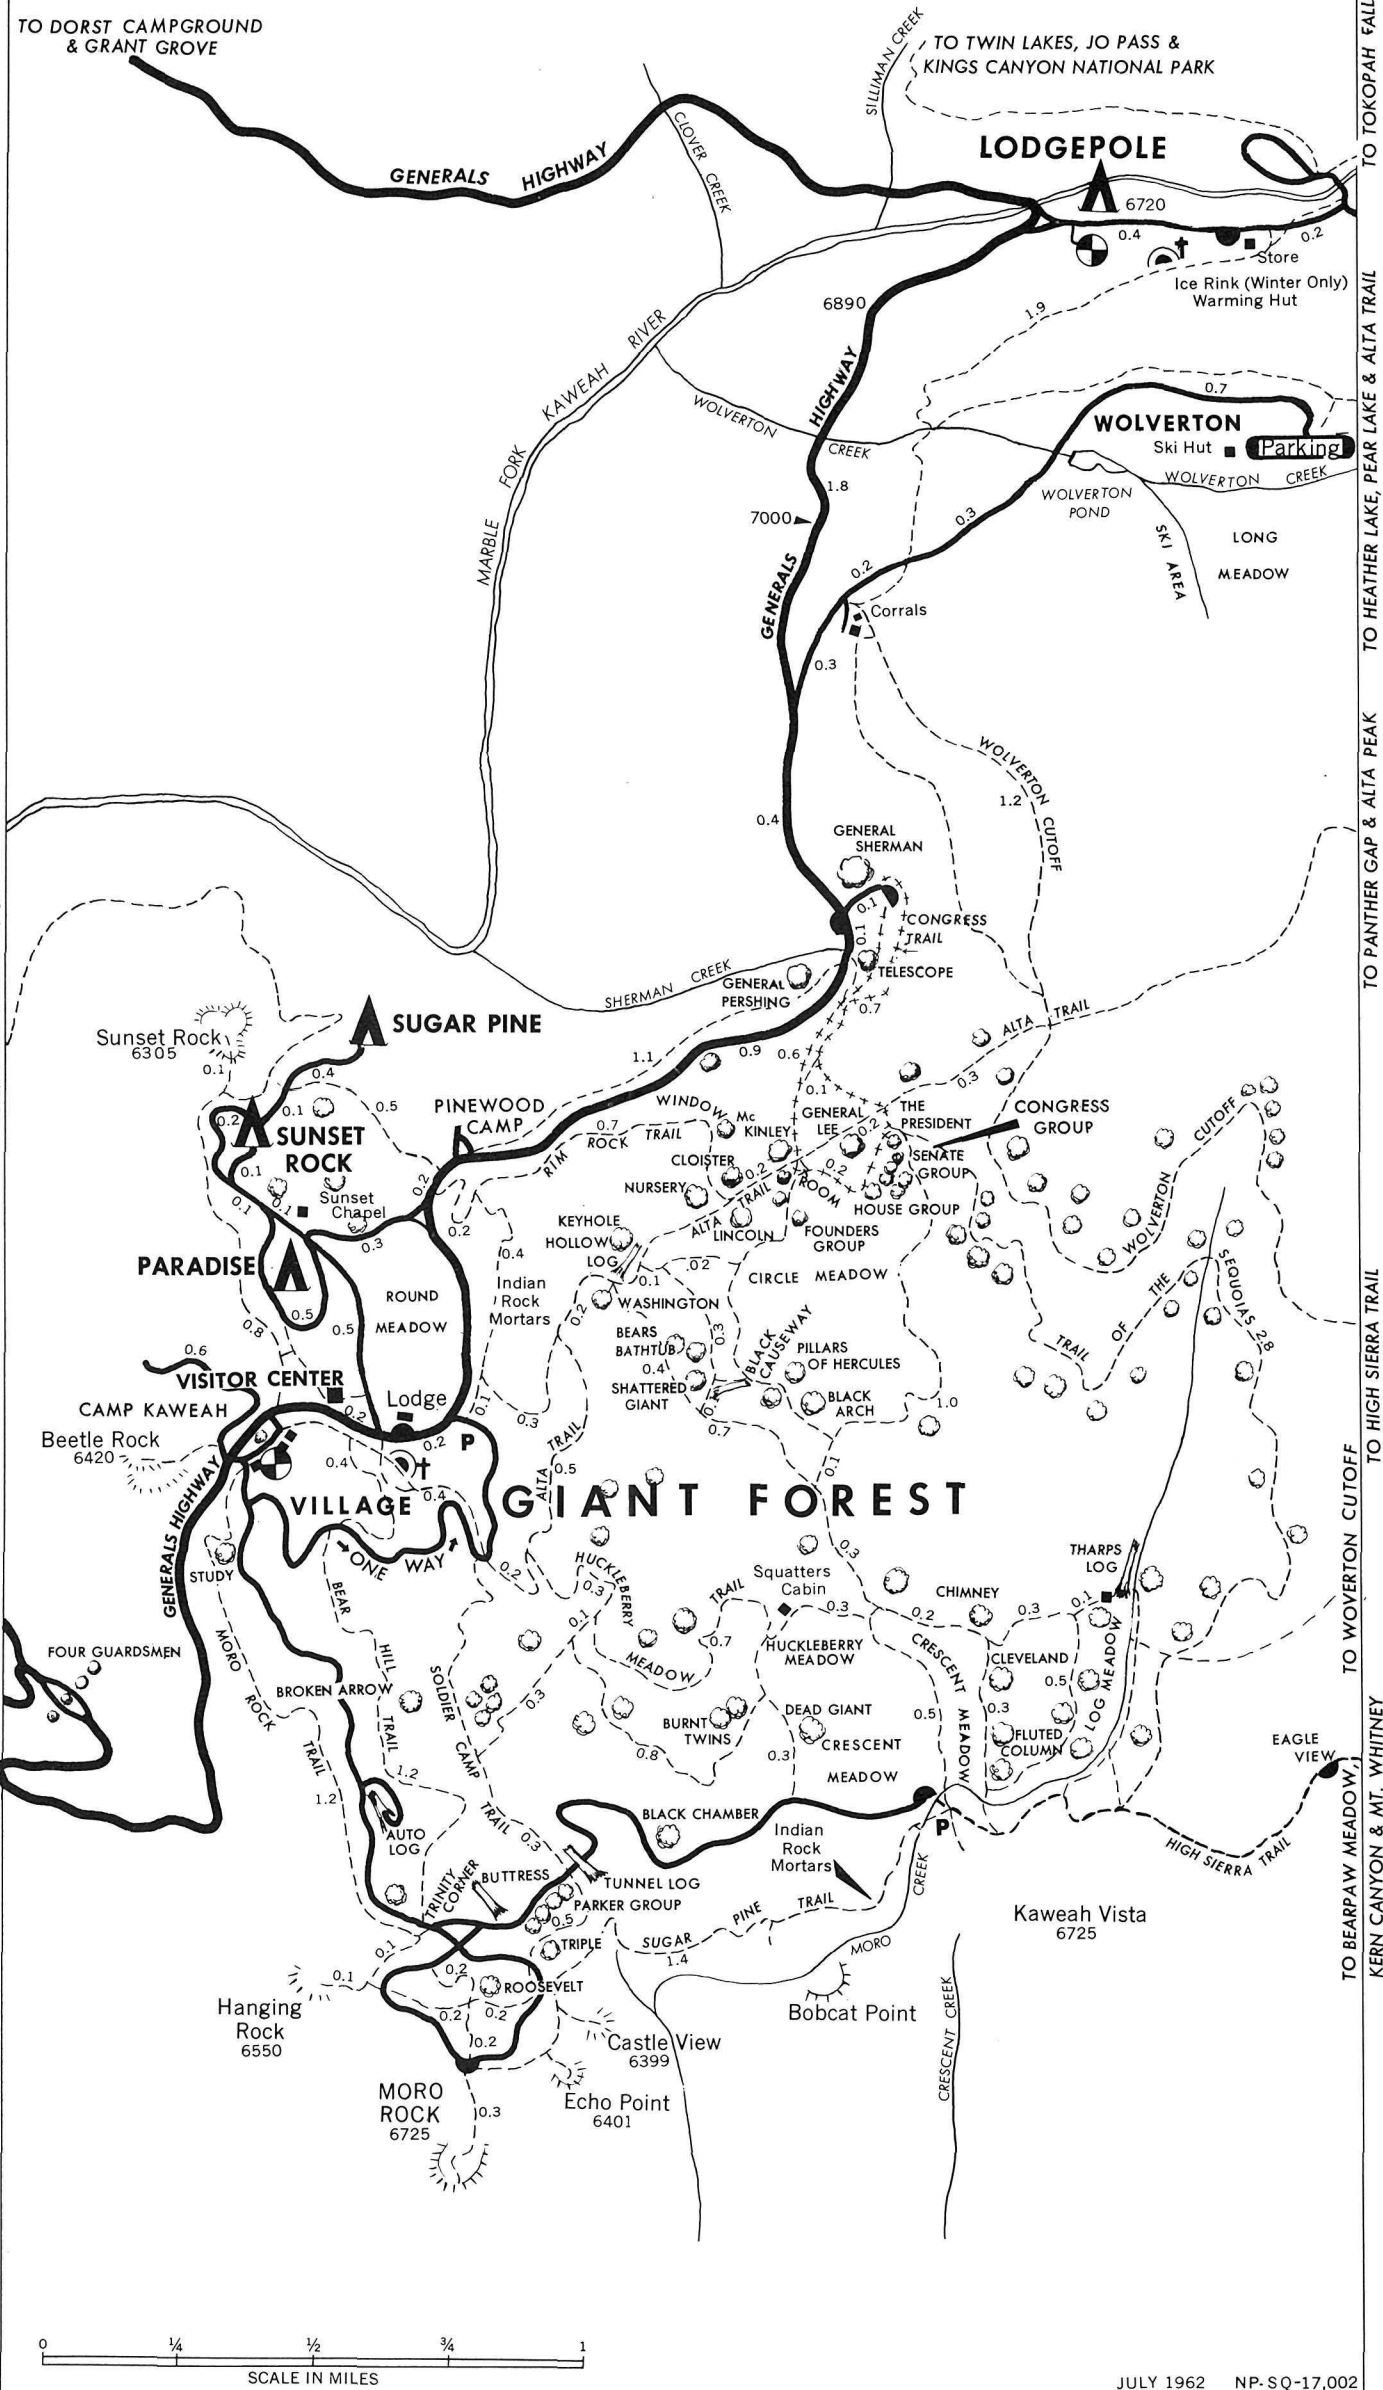 TO DORST CAMPGROUND
& GRANT GROVE
SILLIMAN CREEK
TO TWIN LAKES, JO PASS &
KINGS CANYON NATIONAL PARK
CLOVER CREEK
GENERALS HIGHWAY
LODGEPOLE
6720
0.4
0.2
Store
Ice Rink (Winter Only)
Warming Hut
1.9
6890
MARBLE FORK KAWEAH RIVER
GENERALS HIGHWAY
WOLVERTON CREEK
0.7
WOLVERTON
Ski Hut
Parking
WOLVERTON CREEK
WOLVERTON
POND
SKI AREA
LONG
MEADOW
1.8
7000
0.3
0.2
Corrals
0.3
WOLVERTON CUTOFF
1.2
0.4
GENERAL
SHERMAN
0.1
0.1
CONGRESS
TRAIL
TELESCOPE
SHERMAN CREEK
GENERAL
PERSHING
0.7
Sunset Rock
6305
0.1
SUGAR PINE
0.4
1.1
0.9
0.6
0.1
ALTA TRAIL
0.3
0.2
0.1
0.5
SUNSET
ROCK
0.1
0.1
0.1
Sunset
Chapel
PINEWOOD
CAMP
0.2
0.2
0.3
0.7
RIM ROCK TRAIL
WINDOW
Mc
KINLEY
GENERAL
LEE
0.2
THE
PRESIDENT
CONGRESS
GROUP
SENATE
GROUP
CLOISTER
0.2
0.2
ROOM
NURSERY
HOUSE GROUP
ALTA TRAIL
LINCOLN
FOUNDERS
GROUP
KEYHOLE
HOLLOW
LOG
0.1
.02
CIRCLE MEADOW
WOLVERTON CUTOFF
PARADISE
0.5
0.5
0.8
ROUND
MEADOW
0.4
Indian
Rock
Mortars
0.2
WASHINGTON
BEARS
BATHTUB
0.3
0.4
SHATTERED
GIANT
0.1
BLACK
CAUSEWAY
PILLARS
OF HERCULES
BLACK
ARCH
0.7
1.0
0.1
TRAIL OF THE SEQUOIAS 2.8
0.6
VISITOR CENTER
CAMP KAWEAH
0.2
Lodge
0.2
P
0.1
0.3
Beetle Rock
6420
0.4
0.4
VILLAGE
ONE WAY
GENERALS HIGHWAY
ALTA TRAIL
0.5
GIANT FOREST
0.3
STUDY
0.2
HUCKLEBERRY MEADOW TRAIL
0.3
0.1
0.7
Squatters
Cabin
0.3
0.2
CHIMNEY
0.3
0.1
THARPS
LOG
HUCKLEBERRY
MEADOW
CRESCENT MEADOW
CLEVELAND
0.5
LOG MEADOW
0.3
FLUTED
COLUMN
FOUR GUARDSMEN
MORO ROCK TRAIL
1.2
BEAR HILL TRAIL
1.2
BROKEN ARROW
SOLDIER CAMP TRAIL
0.3
0.3
BURNT
TWINS
0.8
0.3
DEAD GIANT
CRESCENT
MEADOW
0.5
EAGLE
VIEW
HIGH SIERRA TRAIL
P
BLACK CHAMBER
Indian
Rock
Mortars
AUTO
LOG
TRINITY
CORNER
BUTTRESS
TUNNEL LOG
PARKER GROUP
0.5
TRIPLE
SUGAR PINE TRAIL
1.4
MORO CREEK
Kaweah Vista
6725
0.1
0.1
0.2
ROOSEVELT
0.2
0.2
0.2
Hanging
Rock
6550
Bobcat Point
Castle View
6399
Echo Point
6401
CRESCENT CREEK
MORO
ROCK
6725
0.3
TO TOKOPAH FALL
TO HEATHER LAKE, PEAR LAKE & ALTA TRAIL
TO PANTHER GAP & ALTA PEAK
TO HIGH SIERRA TRAIL
TO WOVERTON CUTOFF
TO BEARPAW MEADOW,
KERN CANYON & MT. WHITNEY
0 ¼ ½ ¾ 1
SCALE IN MILES
JULY 1962 NP-SQ-17,002